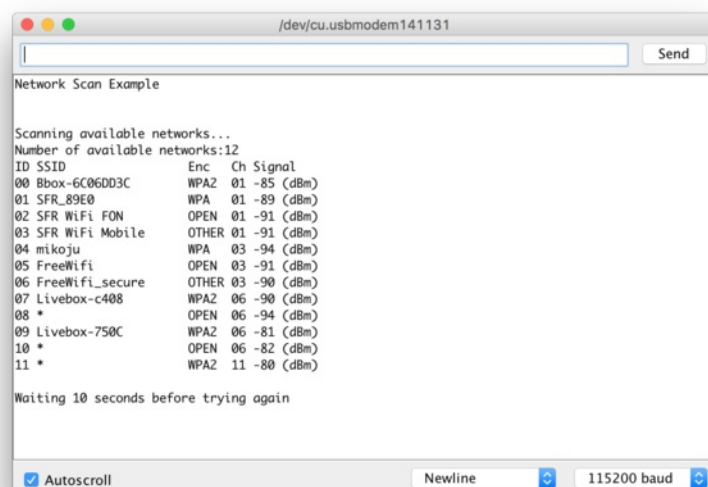 /dev/cu.usbmodem141131
Send
Network Scan Example
Scanning available networks...
Number of available networks:12
ID SSID Enc Ch Signal
00 Bbox-6C06DD3C WPA2 01 -85 (dBm)
01 SFR_89E0 WPA 01 -89 (dBm)
02 SFR WiFi FON OPEN 01 -91 (dBm)
03 SFR WiFi Mobile OTHER 01 -91 (dBm)
04 mikoju WPA 03 -94 (dBm)
05 FreeWifi OPEN 03 -91 (dBm)
06 FreeWifi_secure OTHER 03 -90 (dBm)
07 Livebox-c408 WPA2 06 -90 (dBm)
08 * OPEN 06 -94 (dBm)
09 Livebox-750C WPA2 06 -81 (dBm)
10 * OPEN 06 -82 (dBm)
11 * WPA2 11 -80 (dBm)
Waiting 10 seconds before trying again
Autoscroll Newline 115200 baud